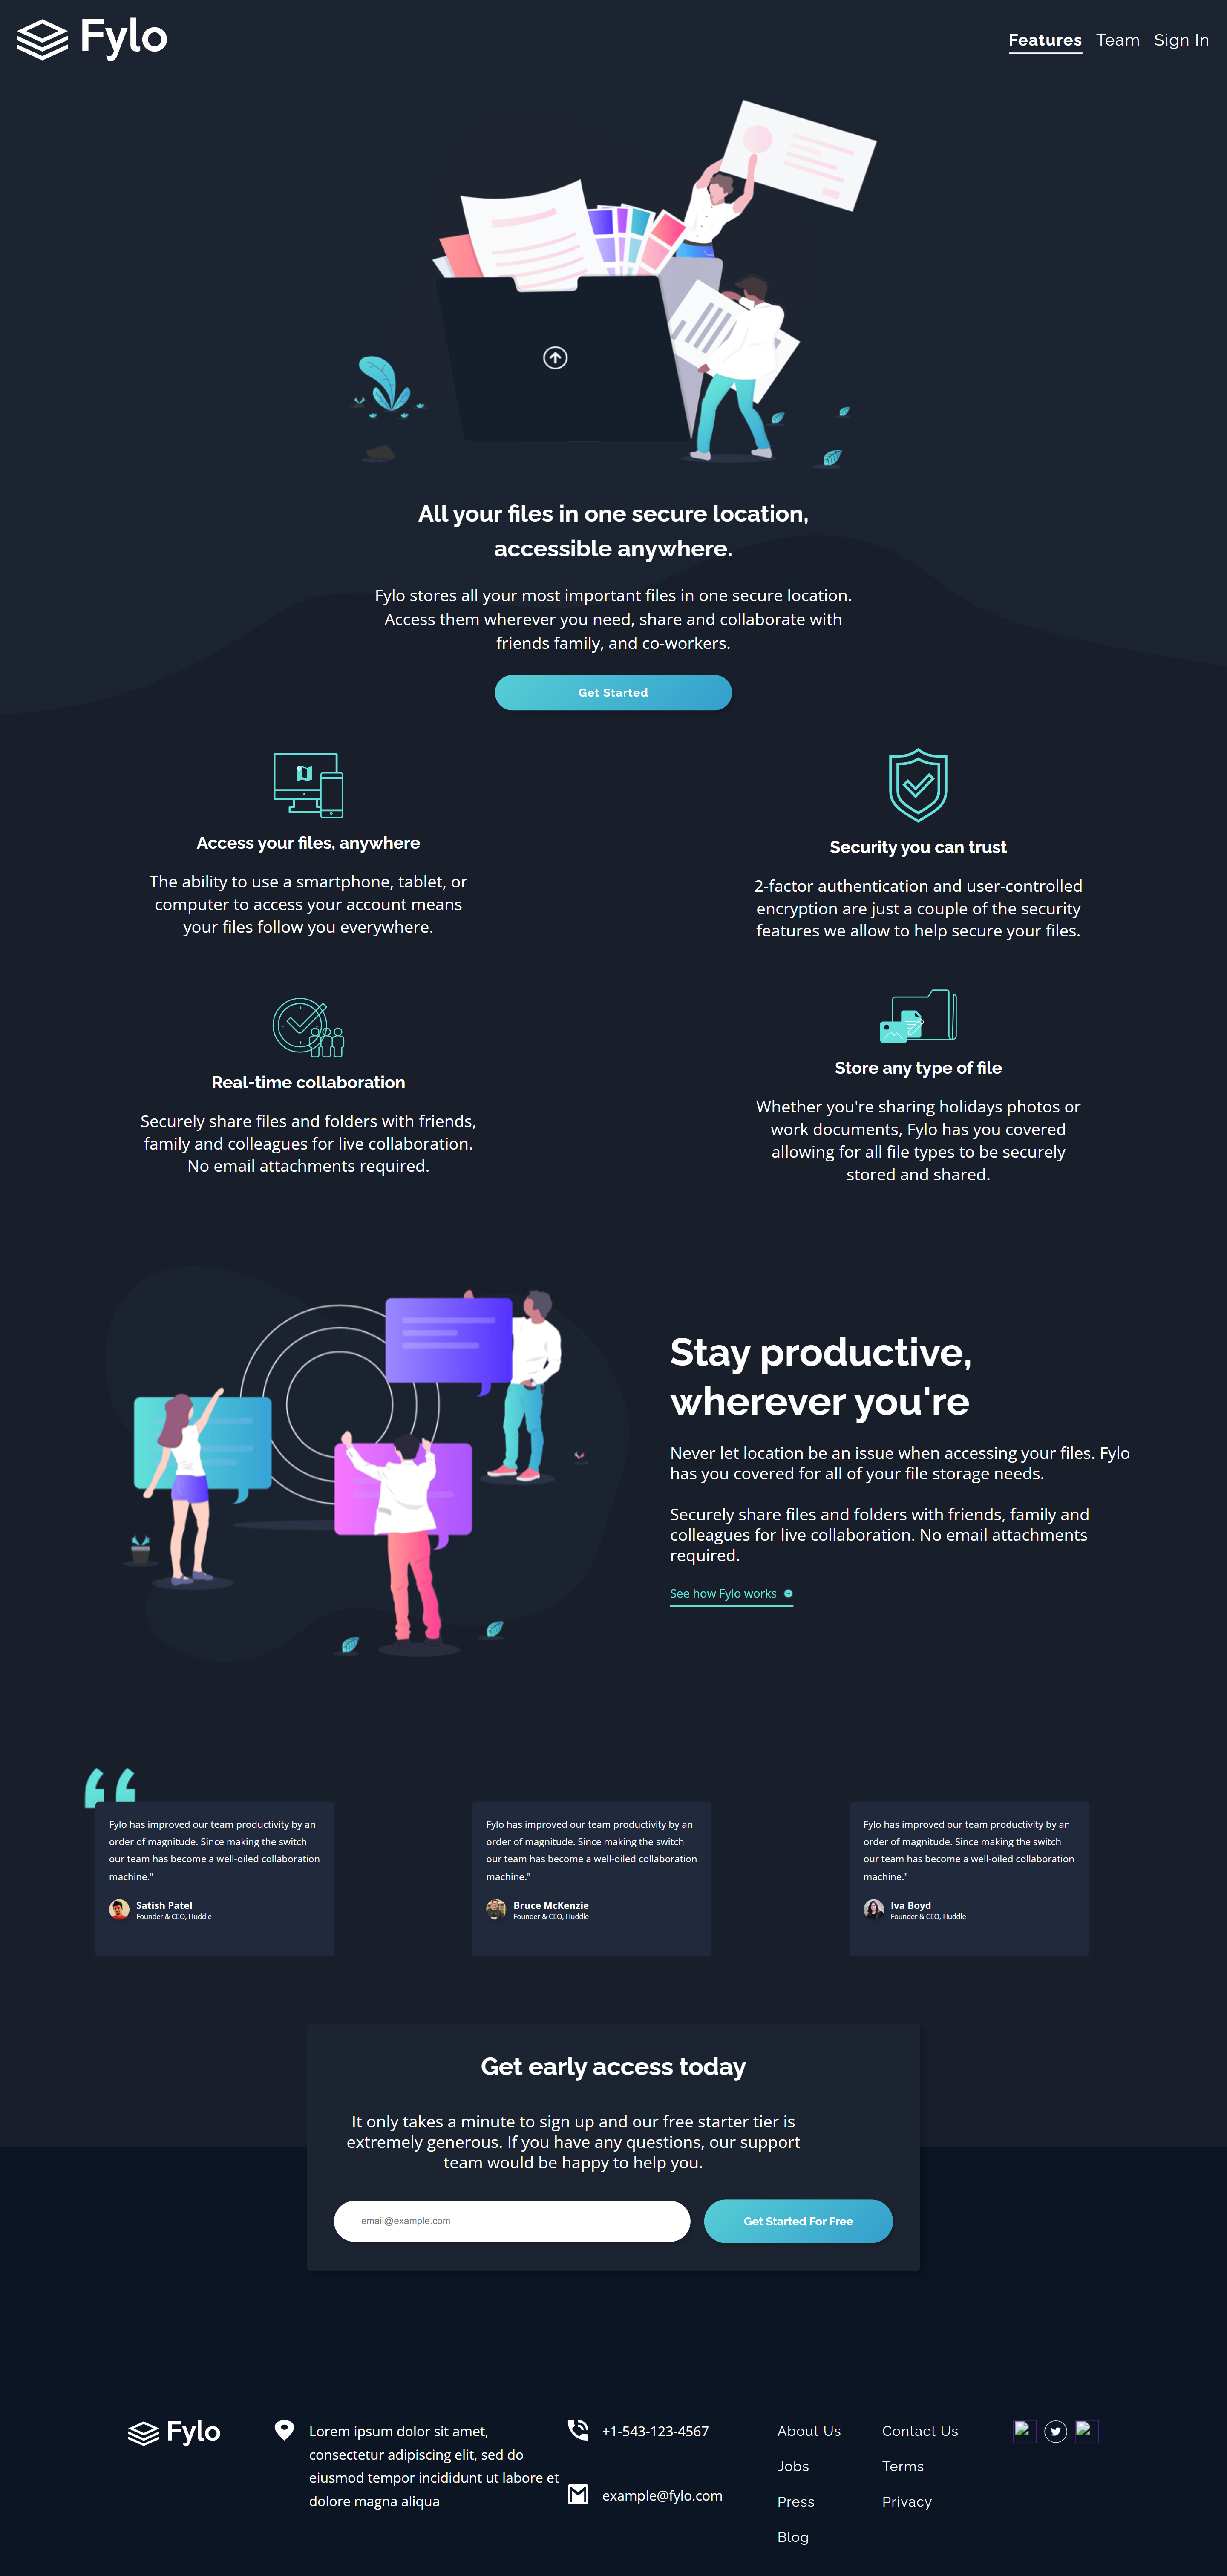 Fylo
Features Team Sign In
All your files in one secure location,
accessible anywhere.
Fylo stores all your most important files in one secure location.
Access them wherever you need, share and collaborate with
friends family, and co-workers.
Get Started
Access your files, anywhere
The ability to use a smartphone, tablet, or
computer to access your account means
your files follow you everywhere.
Security you can trust
2-factor authentication and user-controlled
encryption are just a couple of the security
features we allow to help secure your files.
Real-time collaboration
Securely share files and folders with friends,
family and colleagues for live collaboration.
No email attachments required.
Store any type of file
Whether you're sharing holidays photos or
work documents, Fylo has you covered
allowing for all file types to be securely
stored and shared.
Stay productive,
wherever you're
Never let location be an issue when accessing your files. Fylo
has you covered for all of your file storage needs.
Securely share files and folders with friends, family and
colleagues for live collaboration. No email attachments
required.
See how Fylo works
Fylo has improved our team productivity by an
order of magnitude. Since making the switch
our team has become a well-oiled collaboration
machine."
Satish Patel
Founder & CEO, Huddle
Fylo has improved our team productivity by an
order of magnitude. Since making the switch
our team has become a well-oiled collaboration
machine."
Bruce McKenzie
Founder & CEO, Huddle
Fylo has improved our team productivity by an
order of magnitude. Since making the switch
our team has become a well-oiled collaboration
machine."
Iva Boyd
Founder & CEO, Huddle
Get early access today
It only takes a minute to sign up and our free starter tier is
extremely generous. If you have any questions, our support
team would be happy to help you.
email@example.com
Get Started For Free
Fylo
Lorem ipsum dolor sit amet,
consectetur adipiscing elit, sed do
eiusmod tempor incididunt ut labore et
dolore magna aliqua
+1-543-123-4567
example@fylo.com
About Us
Jobs
Press
Blog
Contact Us
Terms
Privacy